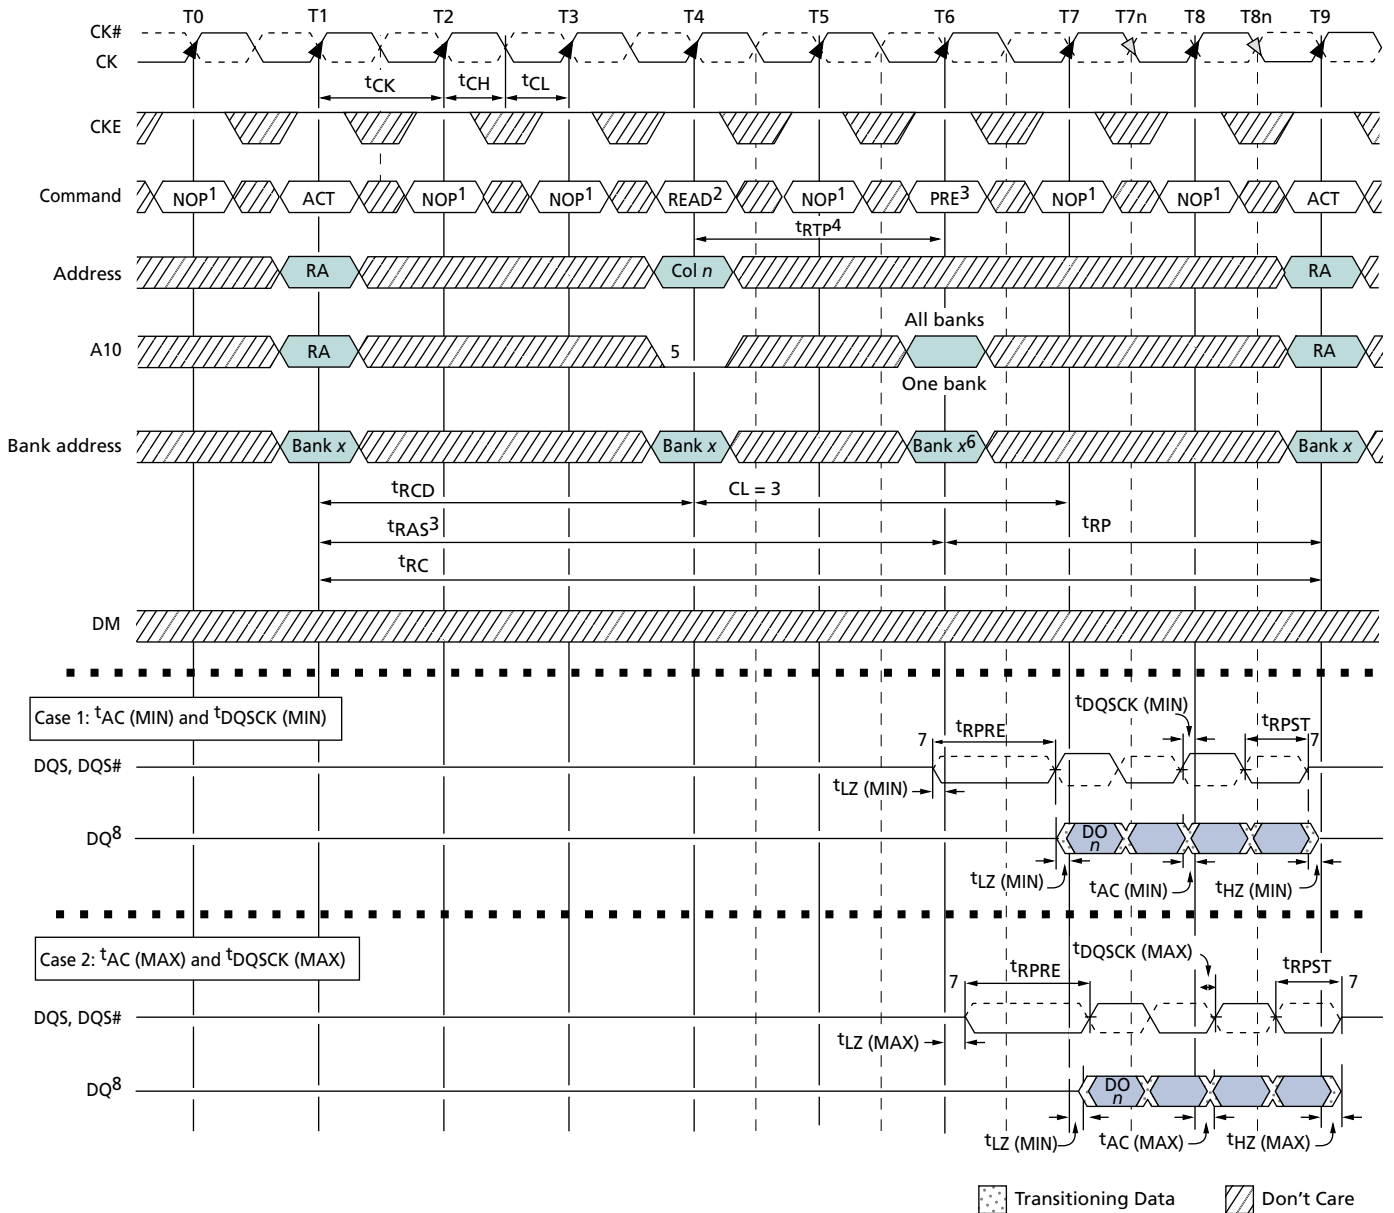 T0 T1 T2 T3 T4 T5 T6 T7 T7n T8 T8n T9
CK#
CK
tCK tCH tCL
CKE
Command NOP1 ACT NOP1 NOP1 READ2 NOP1 PRE3 NOP1 NOP1 ACT
tRTP4
Address RA Col n RA
All banks
A10 RA 5 RA
One bank
Bank address Bank x Bank x Bank x6 Bank x
tRCD CL = 3
tRAS3 tRP
tRC
DM
Case 1: tAC (MIN) and tDQSCK (MIN)
tDQSCK (MIN)
7 tRPRE tRPST 7
DQS, DQS#
tLZ (MIN)
DQ8 DO
n
tLZ (MIN) tAC (MIN) tHZ (MIN)
Case 2: tAC (MAX) and tDQSCK (MAX)
tDQSCK (MAX)
7 tRPRE tRPST 7
DQS, DQS#
tLZ (MAX)
DQ8 DO
n
tLZ (MIN) tAC (MAX) tHZ (MAX)
Transitioning Data Don't Care